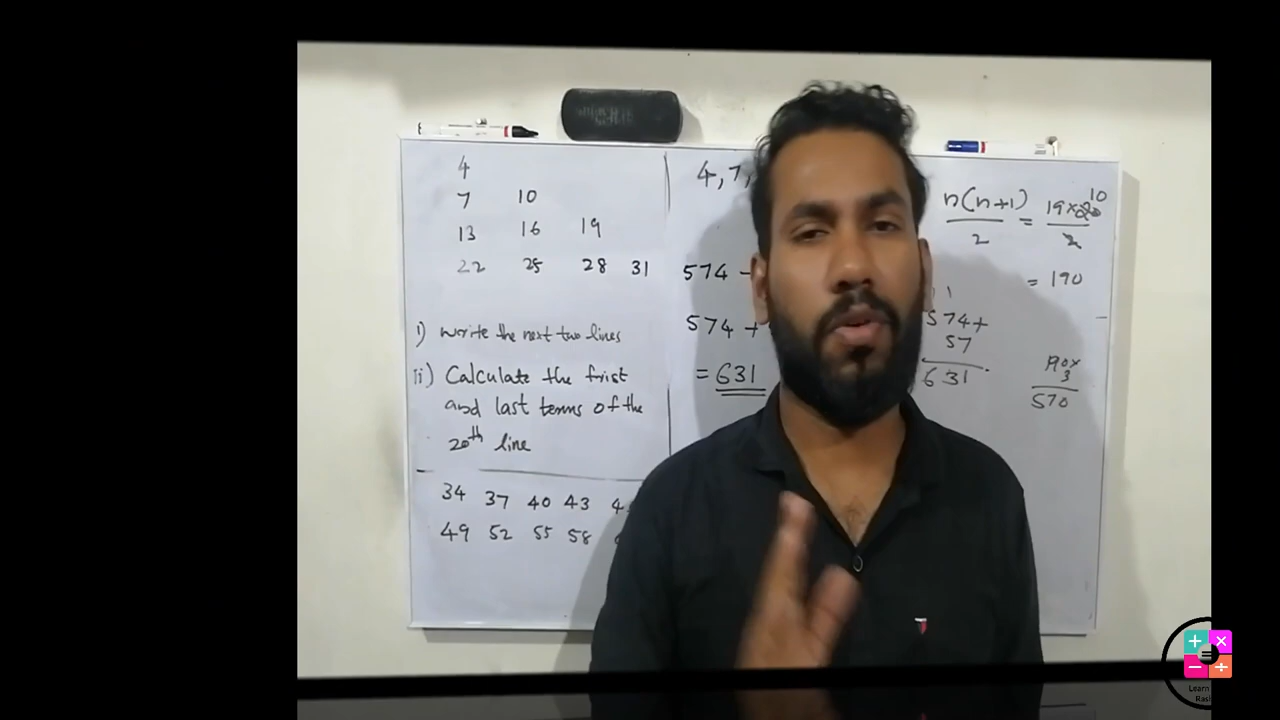 4
7 10
13 16 19
22 25 28 31
i) write the next two lines
ii) Calculate the frist
and last terms of the
20th line
34 37 40 43
49 52 55 58
4, 7,
574 -
574 +
= 631
n(n+1)/2 = 19×20/2
10
= 190
574+
57
631
190×
3
570
Learn